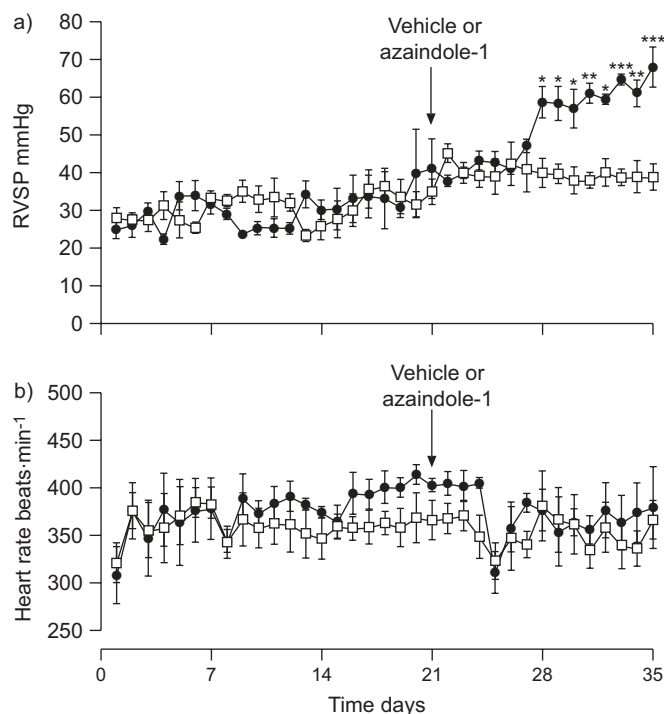 a)
80
70
60
50
40
30
20
10
0
RVSP mmHg
Vehicle or
azaindole-1
* * * ** * *** ** ***
b)
500
450
400
350
300
250
Heart rate beats·min-1
Vehicle or
azaindole-1
0 7 14 21 28 35
Time days